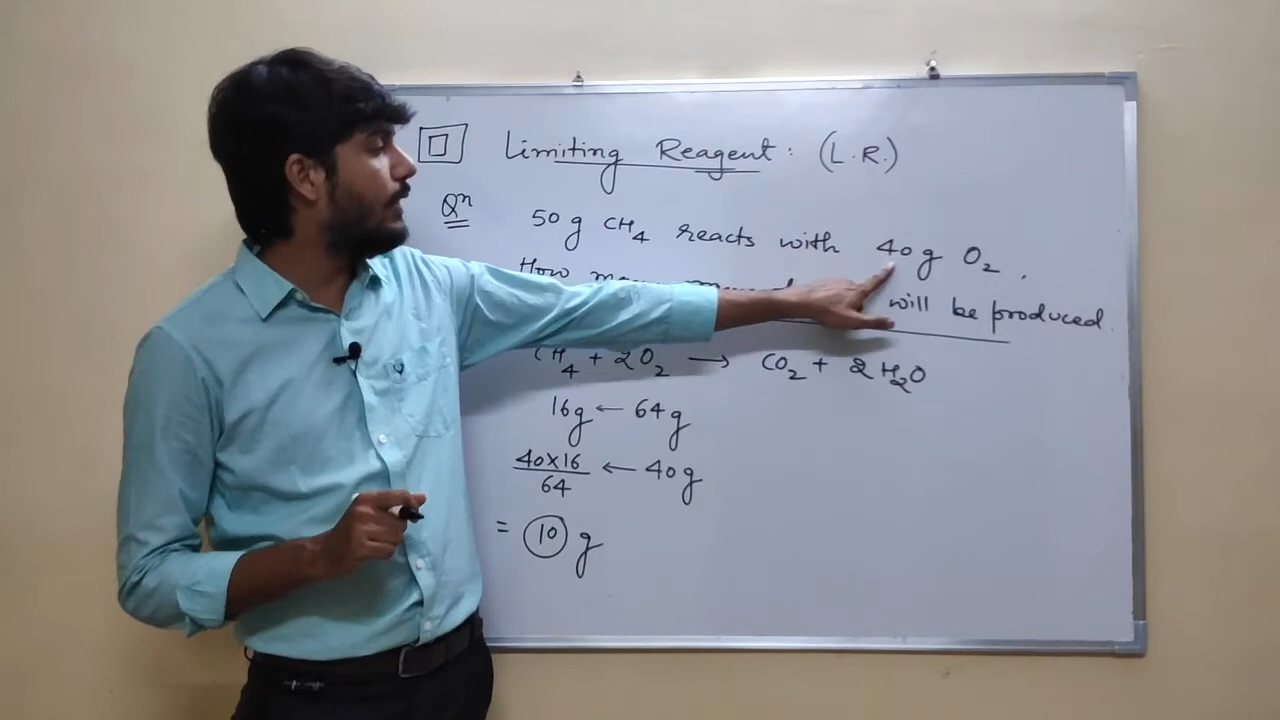 Limiting Reagent: (L.R.)
Qⁿ 50 g CH₄ reacts with 40g O₂.
How will be produced.
CH₄ + 2O₂ → CO₂ + 2H₂O
16g ← 64g
40×16/64 ← 40g
= 10 g